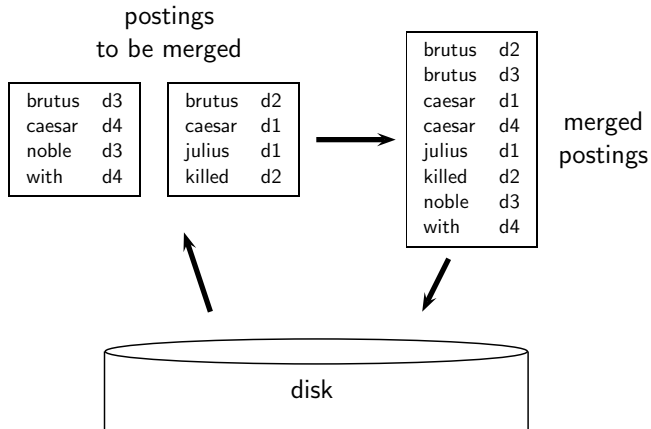 postings
to be merged
brutus d3
caesar d4
noble d3
with d4
brutus d2
caesar d1
julius d1
killed d2
brutus d2
brutus d3
caesar d1
caesar d4
julius d1
killed d2
noble d3
with d4
merged
postings
disk